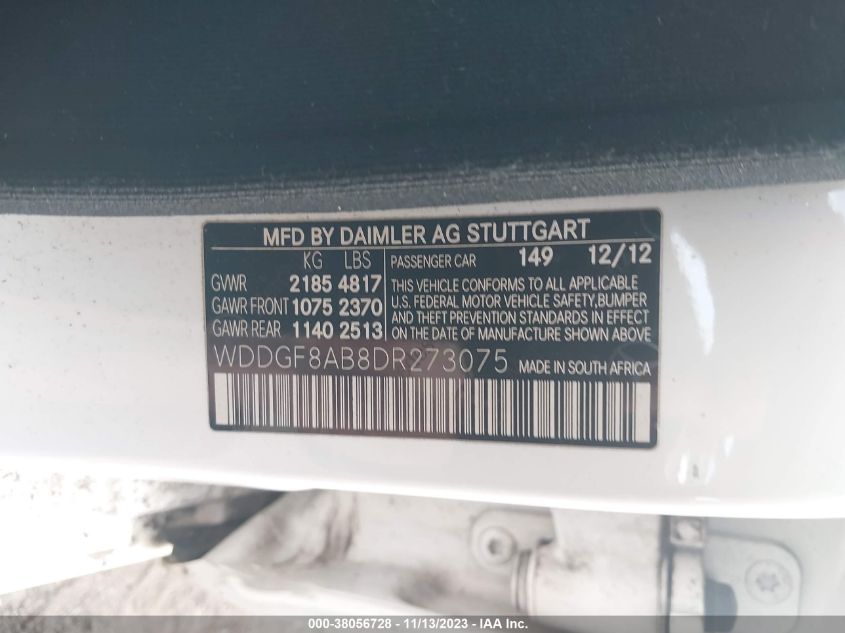 MFD BY DAIMLER AG STUTTGART
KG LBS
GVWR 2185 4817
GAWR FRONT 1075 2370
GAWR REAR 1140 2513
PASSENGER CAR 149 12/12
THIS VEHICLE CONFORMS TO ALL APPLICABLE
U.S. FEDERAL MOTOR VEHICLE SAFETY, BUMPER
AND THEFT PREVENTION STANDARDS IN EFFECT
ON THE DATE OF MANUFACTURE SHOWN ABOVE
WDDGF8AB8DR273075 MADE IN SOUTH AFRICA
000-38056728 - 11/13/2023 - IAA Inc.